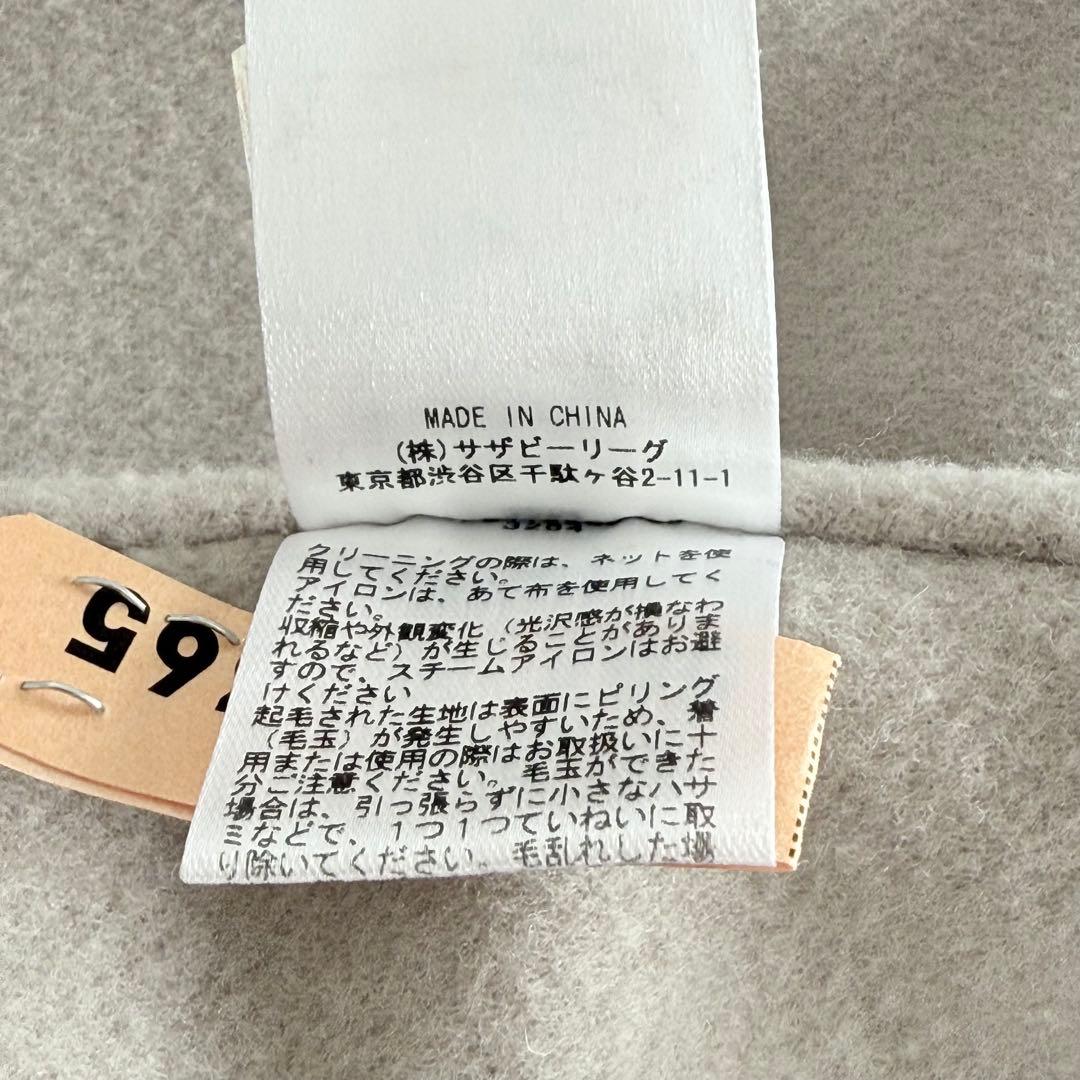 MADE IN CHINA
(株)サザビーリーグ
東京都渋谷区千駄ヶ谷2-11-1
クリーニングの際は、ネットを使
用してください。
アイロンは、あて布を使用してく
ださい。
収縮や外観変化（光沢感が損なわ
れるなど）が生じることがありま
すので、スチームアイロンはお避
けください
起毛された生地は表面にピリング
（毛玉）が発生しやすいため、着
用または使用の際はお取扱いに十
分ご注意ください。毛玉ができた
場合は、引っ張らずに小さなハサ
ミなどで、1つ1つていねいに取
り除いてください。毛乱れした場
65